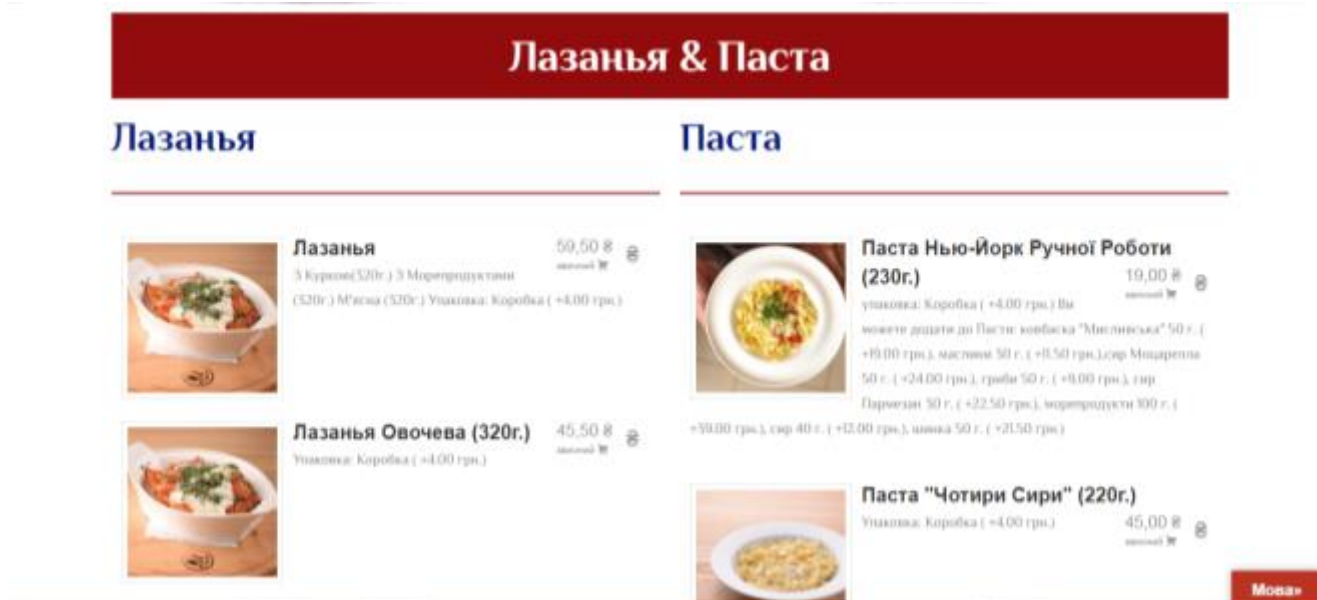 Лазанья & Паста
Лазанья
Лазанья
59,50 ₴
З Куркою(320г.) З Морепродуктами
(320г.) М'ясна (320г.) Упаковка: Коробка ( +4.00 грн.)
Лазанья Овочева (320г.)
45,50 ₴
Упаковка: Коробка ( +4.00 грн.)
Паста
Паста Нью-Йорк Ручної Роботи
(230г.)
19,00 ₴
упаковка: Коробка ( +4.00 грн.) Ви
можете додати до Пасти: ковбаска "Мисливська" 50 г. (
+19.00 грн.), маслини 50 г. ( +11.50 грн.),сир Моцарелла
50 г. ( +24.00 грн.), гриби 50 г. ( +9.00 грн.), сир
Пармезан 50 г. ( +22.50 грн.), морепродукти 100 г. (
+59.00 грн.), сир 40 г. ( +12.00 грн.), шинка 50 г. ( +21.50 грн.)
Паста "Чотири Сири" (220г.)
Упаковка: Коробка ( +4.00 грн.)
45,00 ₴
Мова»